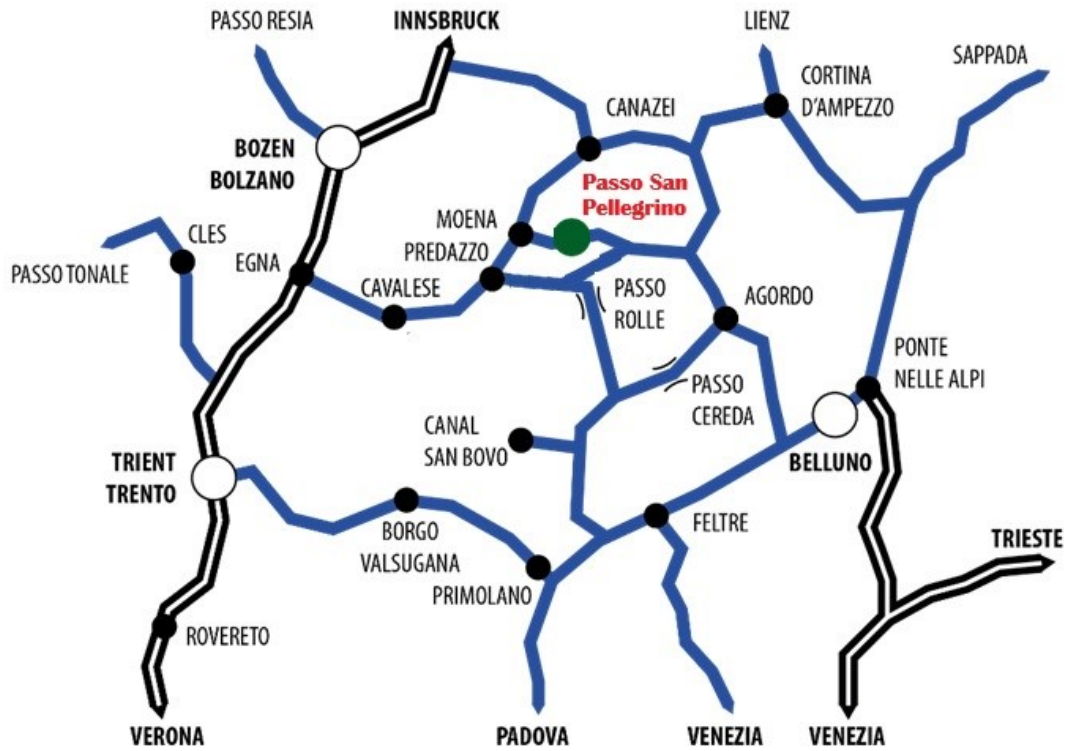 PASSO RESIA
INNSBRUCK
LIENZ
SAPPADA
CORTINA
D'AMPEZZO
CANAZEI
BOZEN
BOLZANO
Passo San
Pellegrino
MOENA
PREDAZZO
CLES
PASSO TONALE
EGNA
CAVALESE
PASSO
ROLLE
AGORDO
PONTE
NELLE ALPI
PASSO
CEREDA
CANAL
SAN BOVO
BELLUNO
TRIENT
TRENTO
BORGO
VALSUGANA
FELTRE
TRIESTE
PRIMOLANO
ROVERETO
VERONA
PADOVA
VENEZIA
VENEZIA